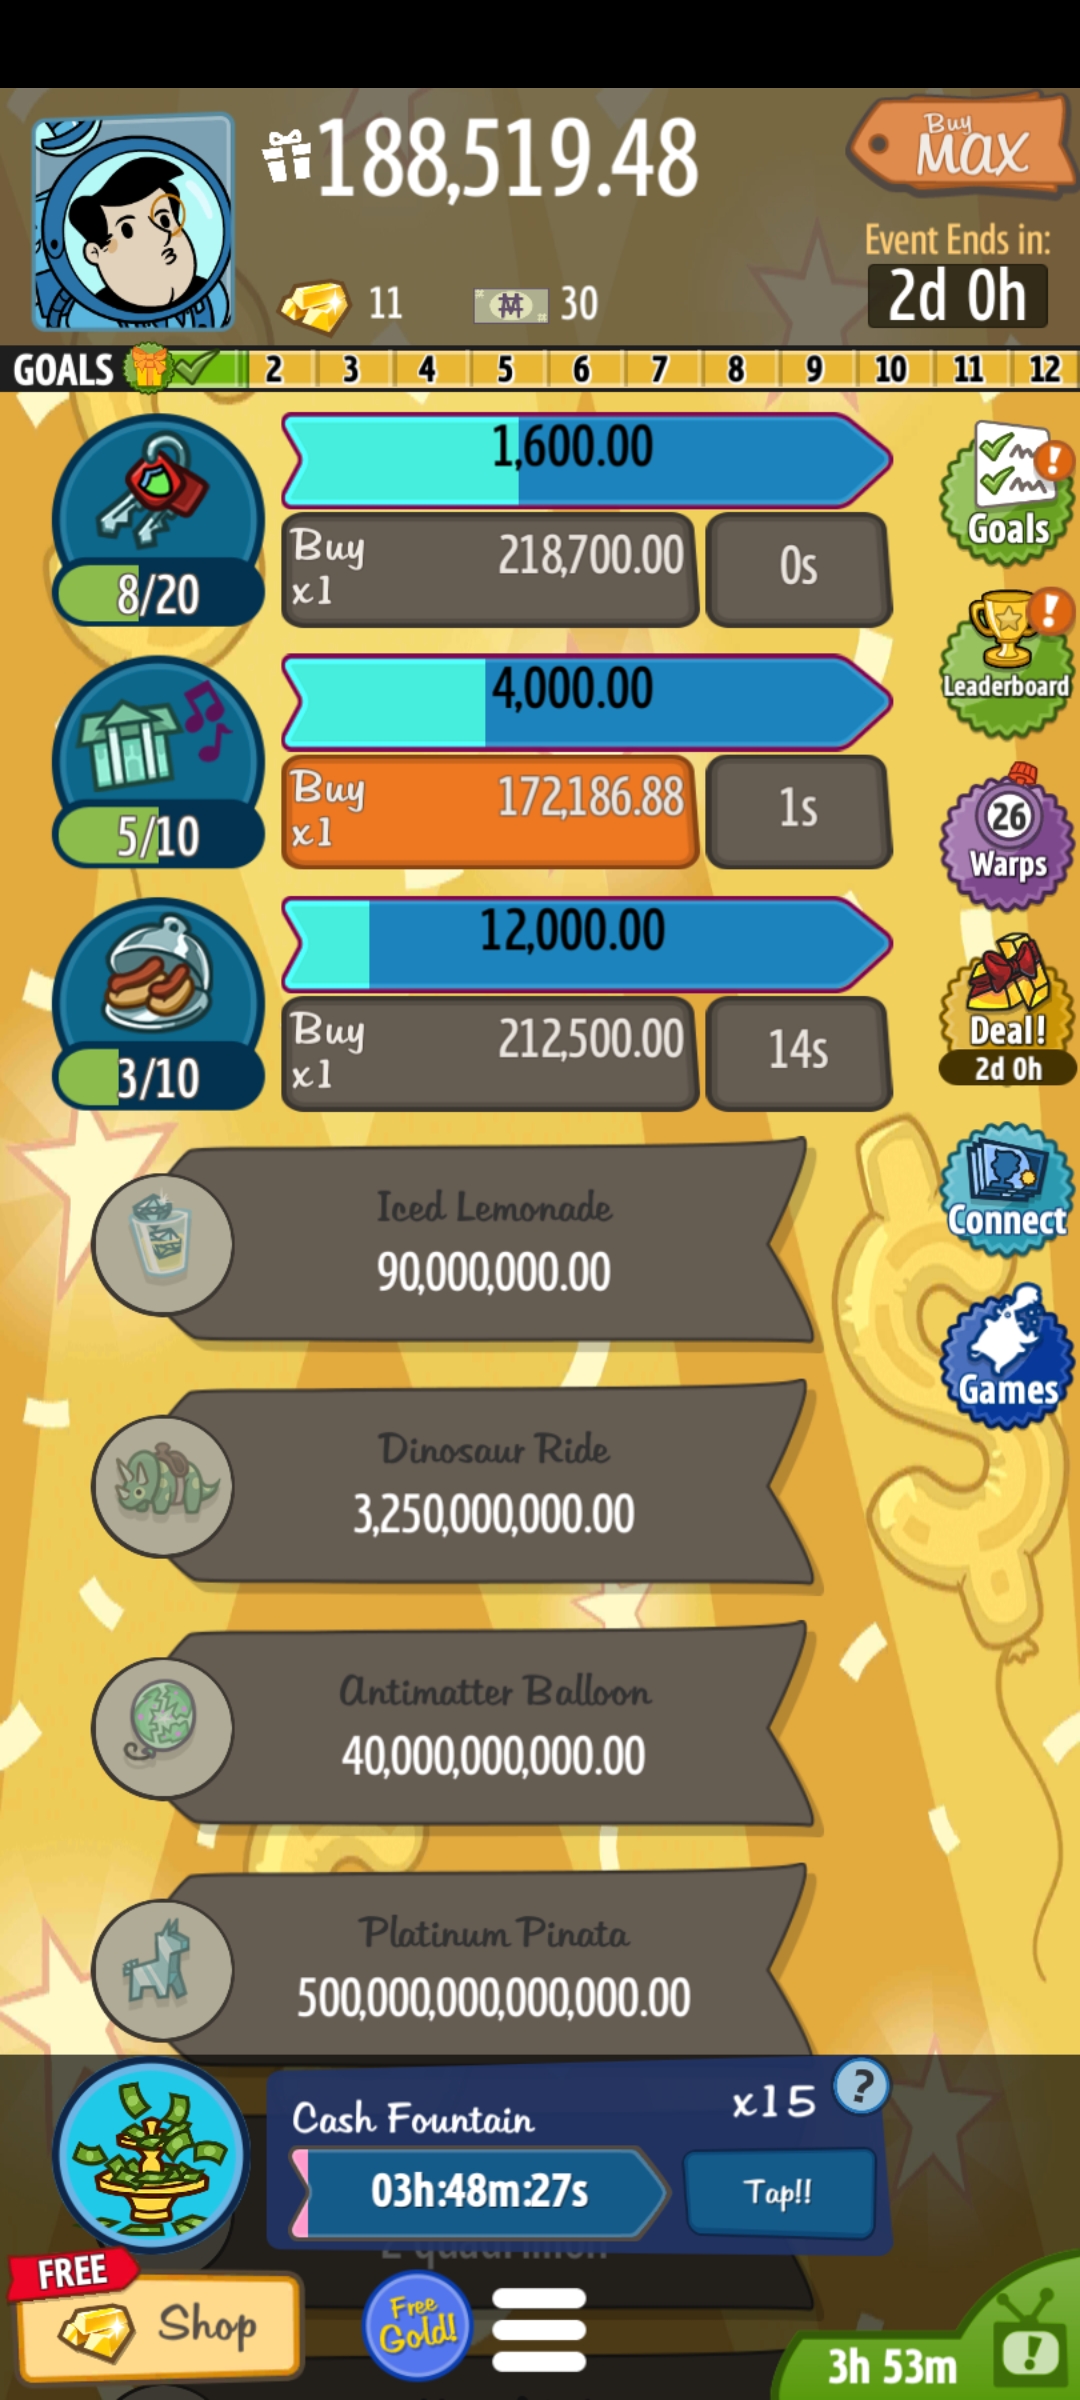 188,519.48
Buy
Max
Event Ends in:
2d 0h
11
30
GOALS 2 3 4 5 6 7 8 9 10 11 12
1,600.00
Buy
x1
218,700.00
0s
8/20
Goals
4,000.00
Buy
x1
172,186.88
1s
5/10
Leaderboard
26
Warps
12,000.00
Buy
x1
212,500.00
14s
3/10
Deal!
2d 0h
Iced Lemonade
90,000,000.00
Connect
Dinosaur Ride
3,250,000,000.00
Games
Antimatter Balloon
40,000,000,000.00
Platinum Pinata
500,000,000,000,000.00
Cash Fountain
x15
?
03h:48m:27s
Tap!!
FREE
Shop
Free
Gold!
3h 53m